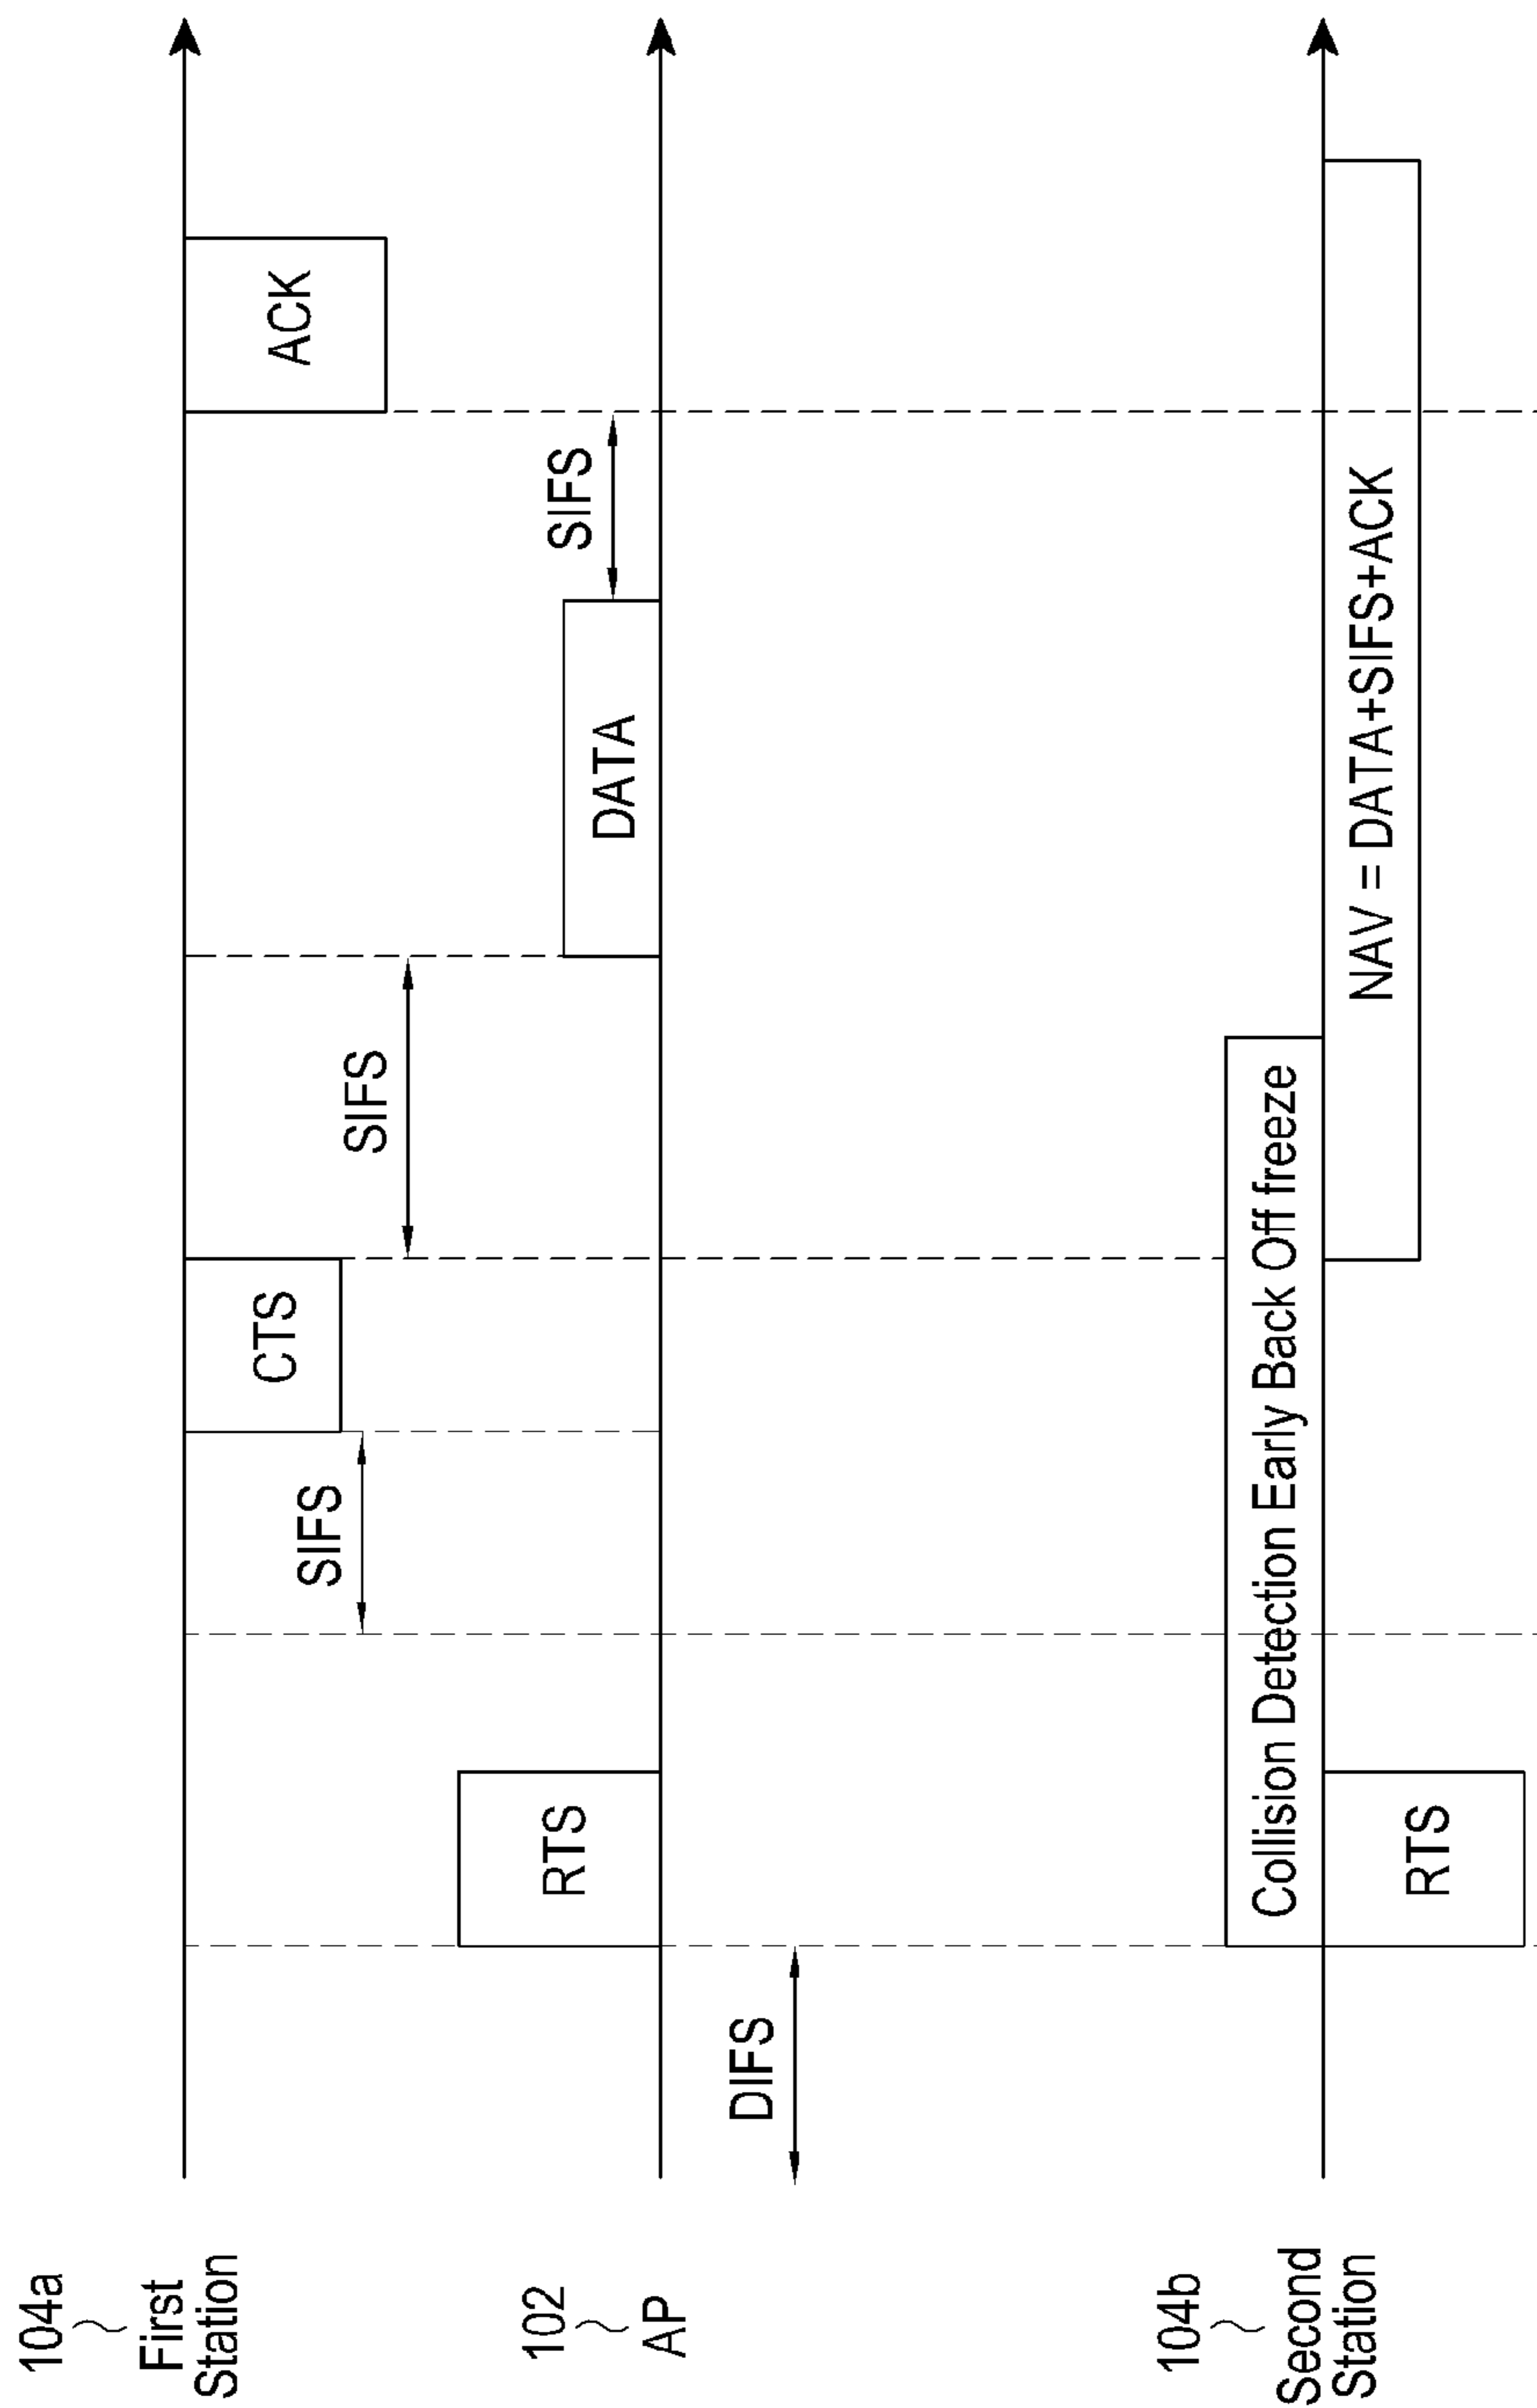 104a
First
Station
SIFS
CTS
SIFS
ACK
102
AP
RTS
DATA
SIFS
DIFS
104b
Second
Station
Collision Detection Early Back Off freeze
RTS
NAV = DATA+SIFS+ACK